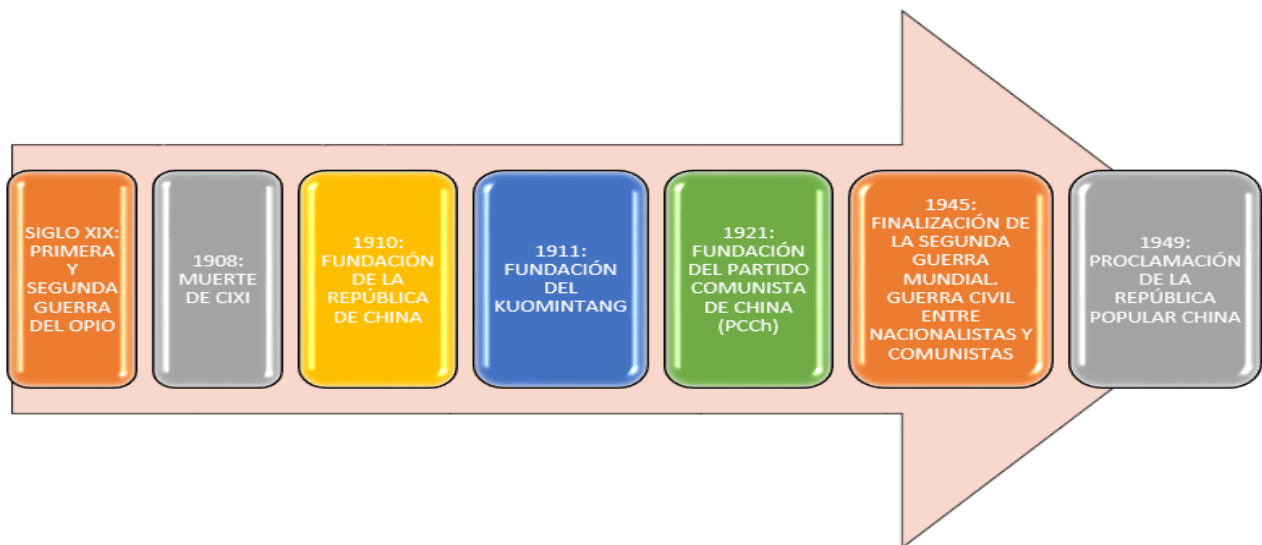 SIGLO XIX:
PRIMERA
Y
SEGUNDA
GUERRA
DEL OPIO
1908:
MUERTE
DE CIXI
1910:
FUNDACIÓN
DE LA
REPÚBLICA
DE CHINA
1911:
FUNDACIÓN
DEL
KUOMINTANG
1921:
FUNDACIÓN
DEL PARTIDO
COMUNISTA
DE CHINA
(PCCh)
1945:
FINALIZACIÓN DE
LA SEGUNDA
GUERRA
MUNDIAL.
GUERRA CIVIL
ENTRE
NACIONALISTAS Y
COMUNISTAS
1949:
PROCLAMACIÓN
DE LA
REPÚBLICA
POPULAR CHINA